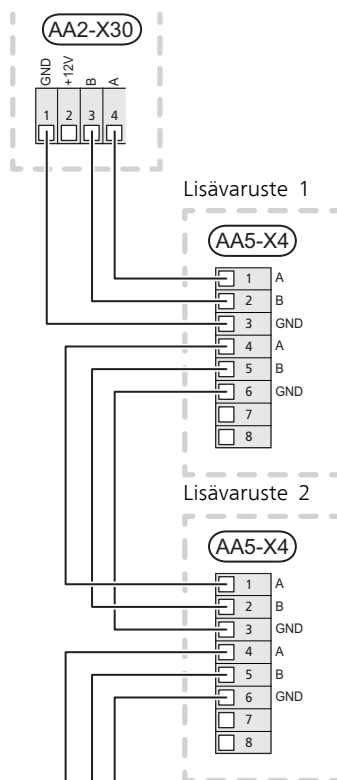 AA2-X30
GND +12V B A
1 2 3 4
Lisävaruste 1
AA5-X4
1 A
2 B
3 GND
4 A
5 B
6 GND
7
8
Lisävaruste 2
AA5-X4
1 A
2 B
3 GND
4 A
5 B
6 GND
7
8